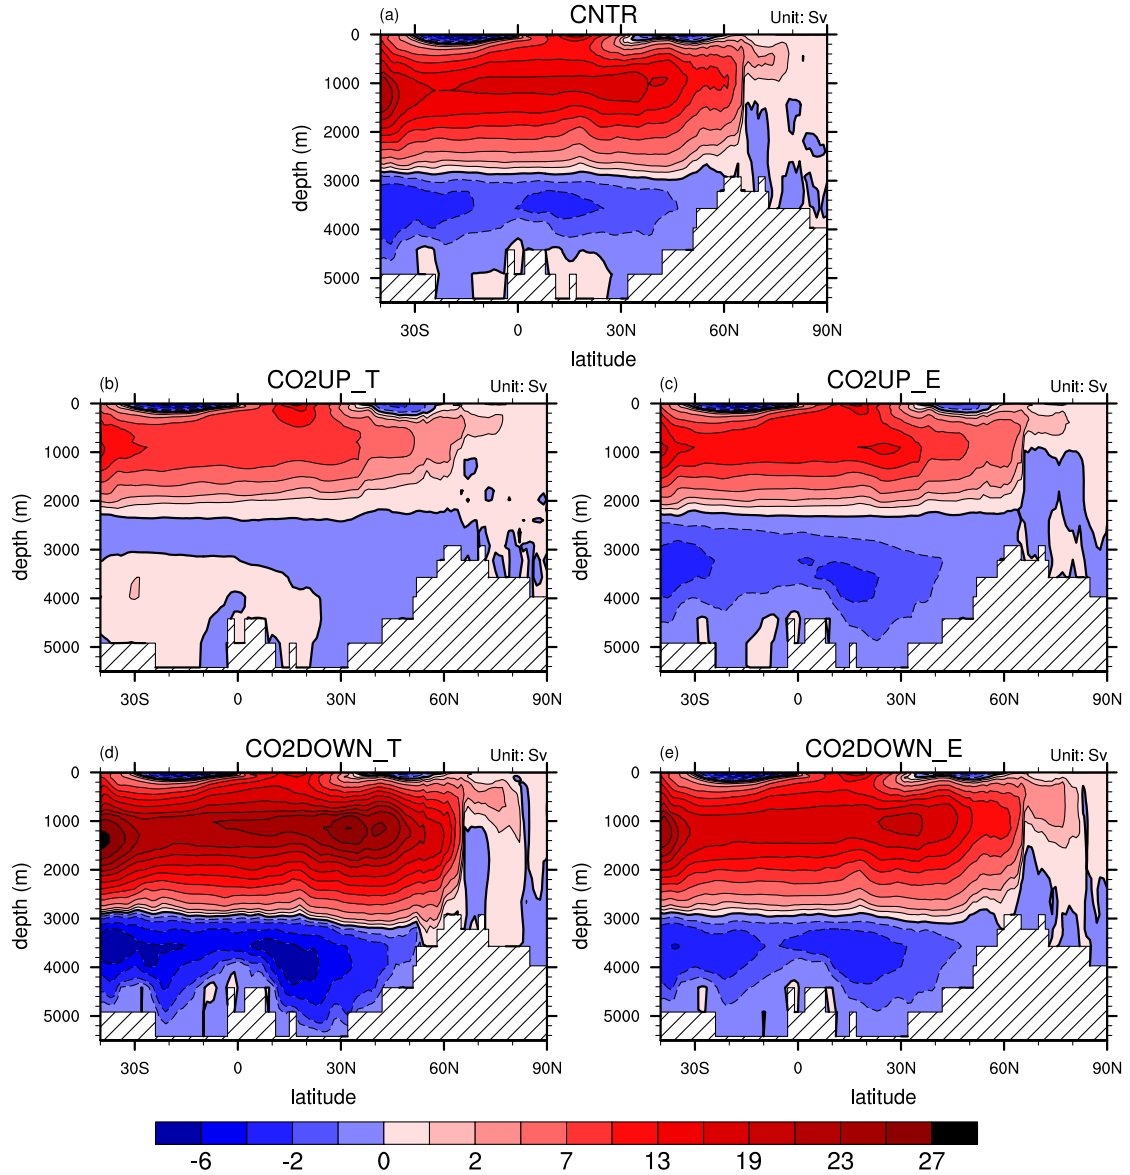 (a) CNTR Unit: Sv
0
1000
2000
3000
4000
5000
depth (m)
30S 0 30N 60N 90N
latitude
(b) CO2UP_T Unit: Sv
0
1000
2000
3000
4000
5000
depth (m)
30S 0 30N 60N 90N
(c) CO2UP_E Unit: Sv
0
1000
2000
3000
4000
5000
depth (m)
30S 0 30N 60N 90N
(d) CO2DOWN_T Unit: Sv
0
1000
2000
3000
4000
5000
depth (m)
30S 0 30N 60N 90N
latitude
(e) CO2DOWN_E Unit: Sv
0
1000
2000
3000
4000
5000
depth (m)
30S 0 30N 60N 90N
latitude
-6 -2 0 2 7 13 19 23 27